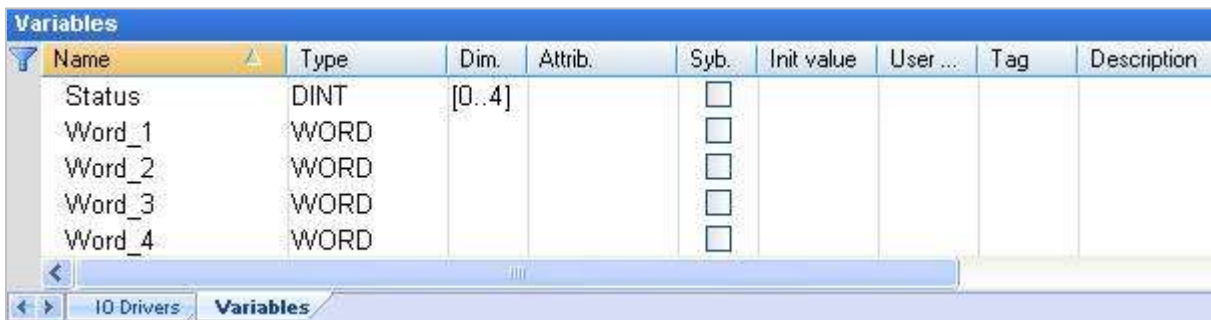 Variables
Name Type Dim. Attrib. Syb. Init value User ... Tag Description
Status DINT [0..4]
Word_1 WORD
Word_2 WORD
Word_3 WORD
Word_4 WORD
IO Drivers Variables